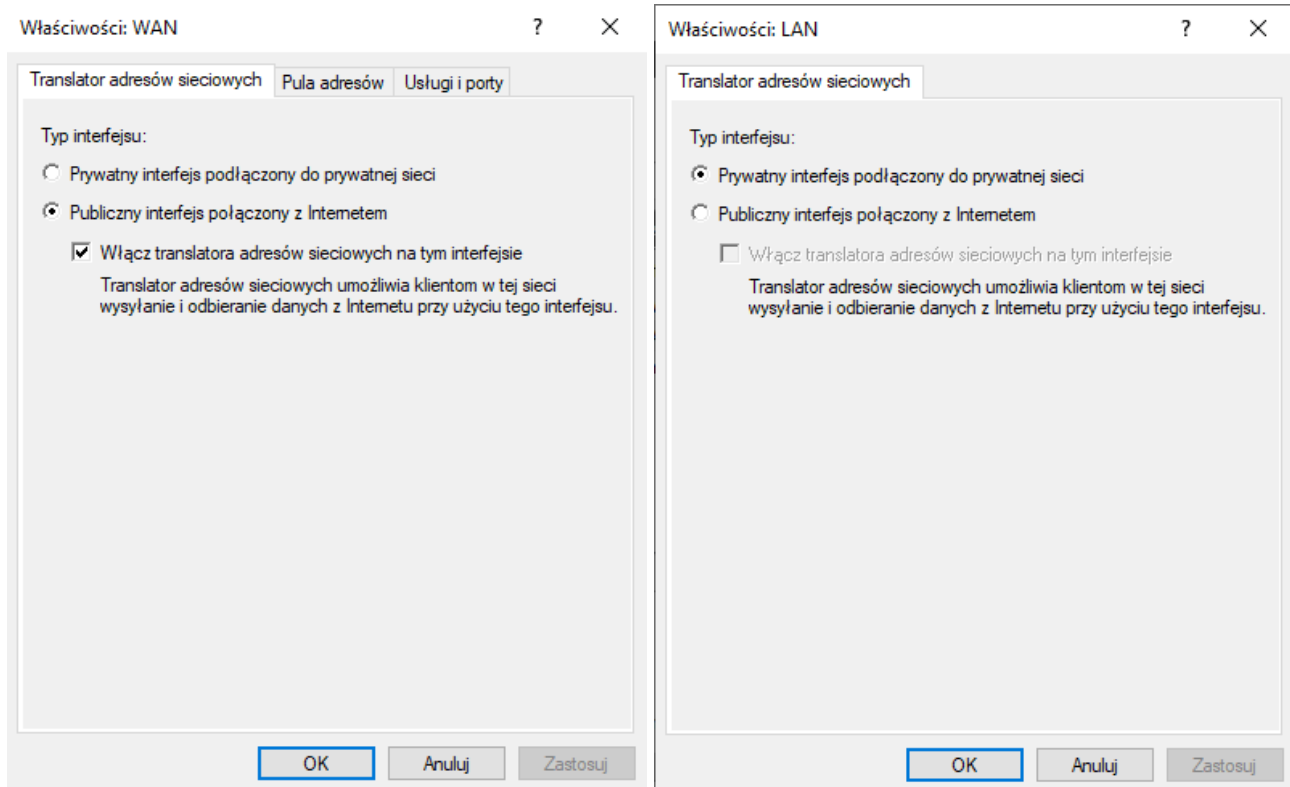 Właściwości: WAN
?
Translator adresów sieciowych
Pula adresów
Usługi i porty
Typ interfejsu:
Prywatny interfejs podłączony do prywatnej sieci
Publiczny interfejs połączony z Internetem
Włącz translatora adresów sieciowych na tym interfejsie
Translator adresów sieciowych umożliwia klientom w tej sieci
wysyłanie i odbieranie danych z Internetu przy użyciu tego interfejsu.
OK
Anuluj
Zastosuj
Właściwości: LAN
?
Translator adresów sieciowych
Typ interfejsu:
Prywatny interfejs podłączony do prywatnej sieci
Publiczny interfejs połączony z Internetem
Włącz translatora adresów sieciowych na tym interfejsie
Translator adresów sieciowych umożliwia klientom w tej sieci
wysyłanie i odbieranie danych z Internetu przy użyciu tego interfejsu.
OK
Anuluj
Zastosuj